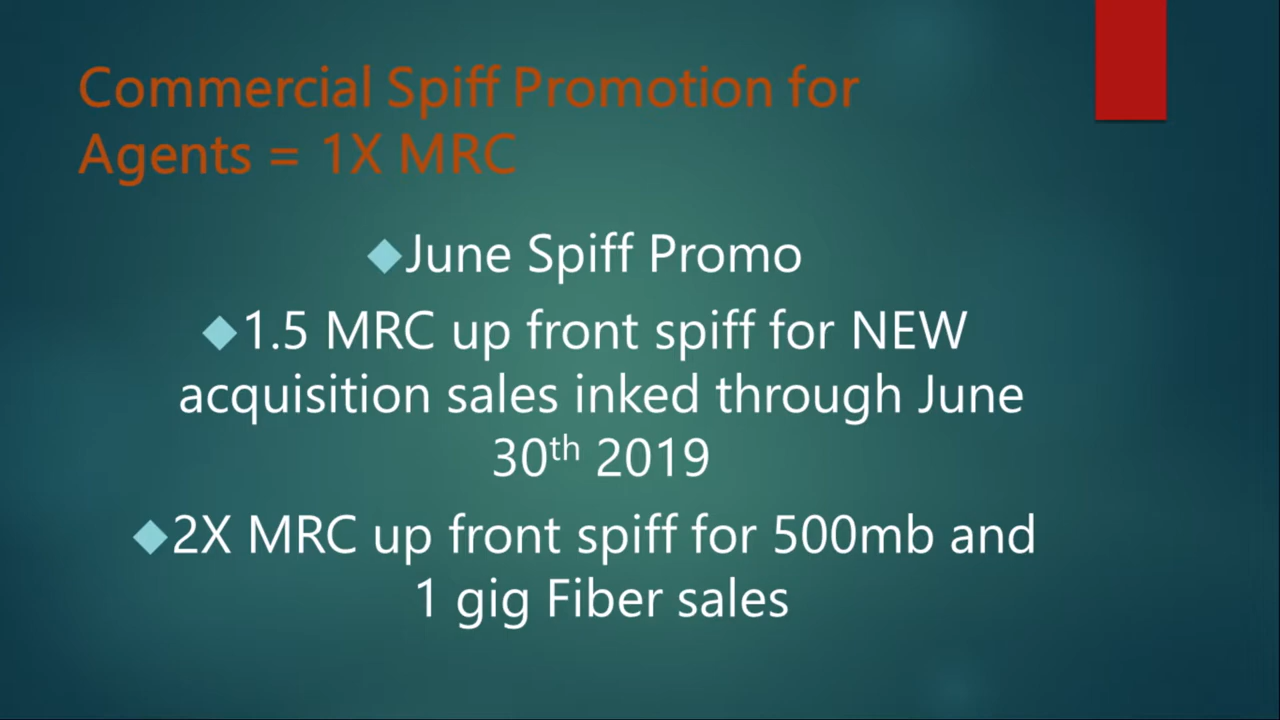 Commercial Spiff Promotion for
Agents = 1X MRC
June Spiff Promo
1.5 MRC up front spiff for NEW
acquisition sales inked through June
30th 2019
2X MRC up front spiff for 500mb and
1 gig Fiber sales